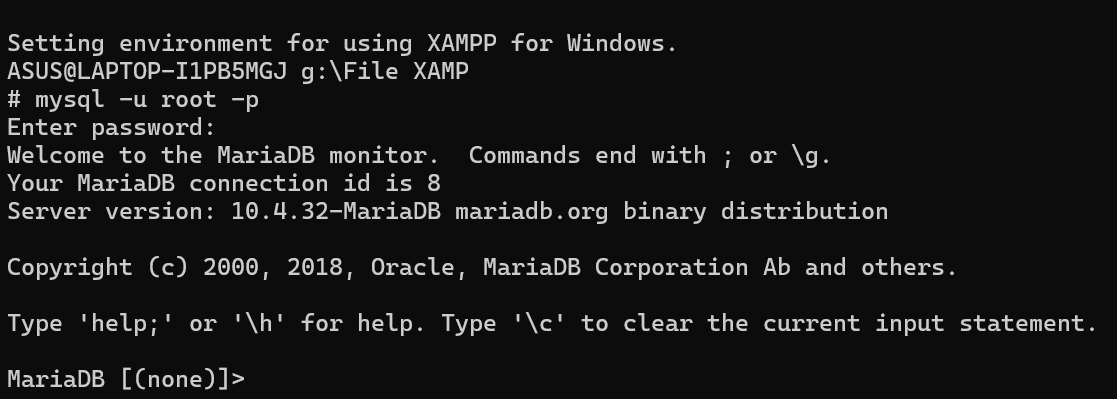 Setting environment for using XAMPP for Windows.
ASUS@LAPTOP-I1PB5MGJ g:\File XAMP
# mysql -u root -p
Enter password:
Welcome to the MariaDB monitor.  Commands end with ; or \g.
Your MariaDB connection id is 8
Server version: 10.4.32-MariaDB mariadb.org binary distribution
Copyright (c) 2000, 2018, Oracle, MariaDB Corporation Ab and others.
Type 'help;' or '\h' for help. Type '\c' to clear the current input statement.
MariaDB [(none)]>